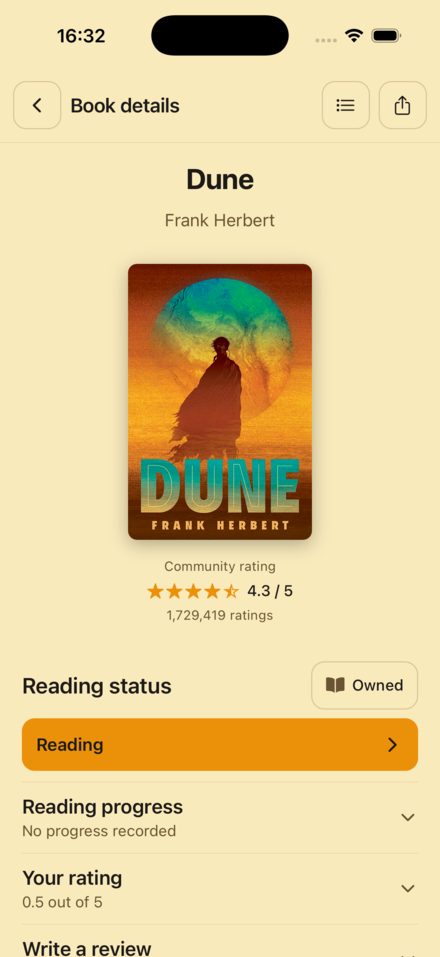 16:32
Book details
Dune
Frank Herbert
DUNE
FRANK HERBERT
Community rating
4.3 / 5
1,729,419 ratings
Reading status
Owned
Reading
Reading progress
No progress recorded
Your rating
0.5 out of 5
Write a review